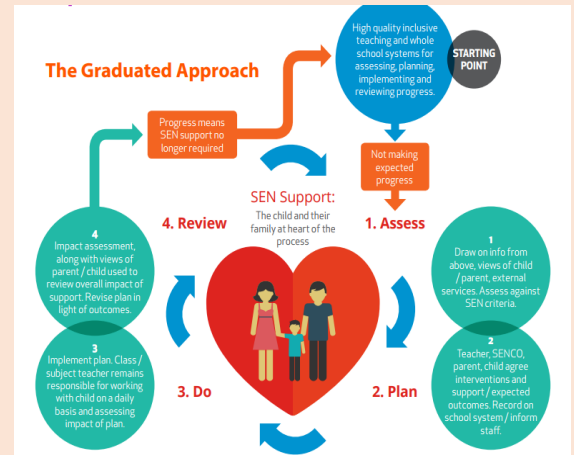 The Graduated Approach
High quality inclusive
teaching and whole
school systems for
assessing, planning,
implementing and
reviewing progress.
STARTING
POINT
Progress means
SEN support no
longer required
Not making
expected
progress
SEN Support:
The child and their
family at heart of the
process
4. Review
1. Assess
4
Impact assessment,
along with views of
parent / child used to
review overall impact of
support. Revise plan in
light of outcomes.
1
Draw on info from
above, views of child
/ parent, external
services. Assess against
SEN criteria.
3
Implement plan. Class /
subject teacher remains
responsible for working
with child on a daily
basis and assessing
impact of plan.
3. Do
2. Plan
2
Teacher, SENCO,
parent, child agree
interventions and
support / expected
outcomes. Record on
school system / inform
staff.